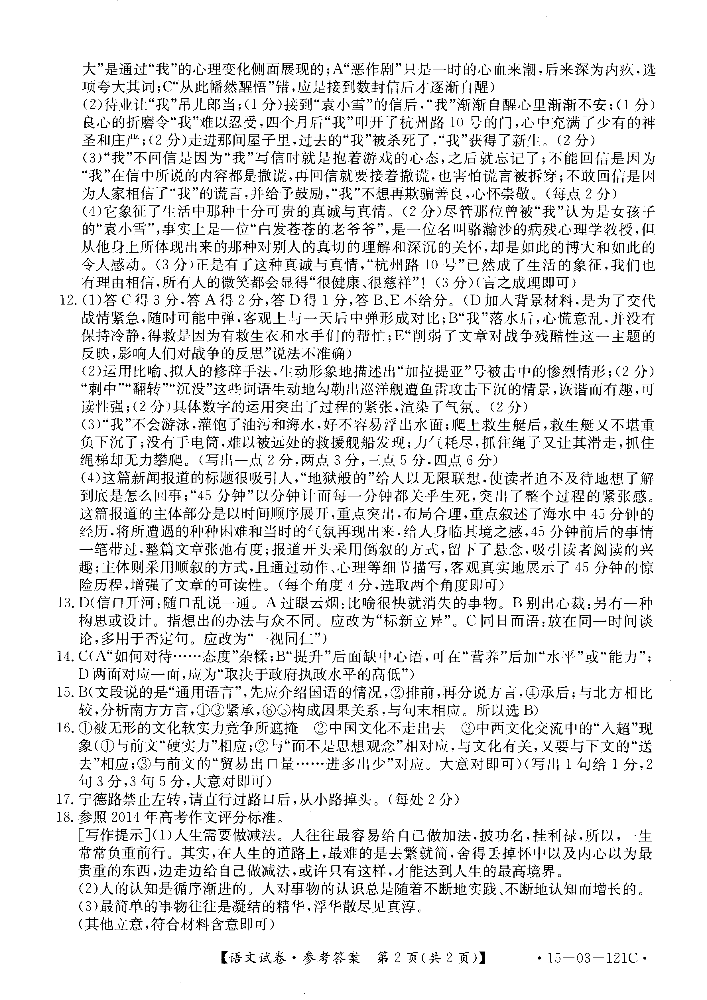 大”是通过“我”的心理变化侧面展现的;A“恶作剧”只是一时的心血来潮,后来深为内疚,选
项夸大其词;C“从此幡然醒悟”错,应是接到数封信后才逐渐自醒)
(2)待业让“我”吊儿郎当;(1分)接到“袁小雪”的信后,“我”渐渐自醒心里渐渐不安;(1分)
良心的折磨令“我”难以忍受,四个月后“我”叩开了杭州路10号的门,心中充满了少有的神
圣和庄严;(2分)走进那间屋子里,过去的“我”被杀死了,“我”获得了新生。(2分)
(3)“我”不回信是因为“我”写信时就是抱着游戏的心态,之后就忘记了;不能回信是因为
“我”在信中所说的内容都是撒谎,再回信就要接着撒谎,也害怕谎言被拆穿;不敢回信是因
为人家相信了“我”的谎言,并给予鼓励,“我”不想再欺骗善良,心怀崇敬。(每点2分)
(4)它象征了生活中那种十分可贵的真诚与真情。(2分)尽管那位曾被“我”认为是女孩子
的“袁小雪”,事实上是一位“白发苍苍的老爷爷”,是一位名叫骆瀚沙的病残心理学教授,但
从他身上所体现出来的那种对别人的真切的理解和深沉的关怀,却是如此的博大和如此的
令人感动。(3分)正是有了这种真诚与真情,“杭州路10号”已然成了生活的象征,我们也
有理由相信,所有人的微笑都会显得“很健康、很慈祥”!(3分)(言之成理即可)
12. (1)答C得3分,答A得2分,答D得1分,答B、E不给分。(D加入背景材料,是为了交代
战情紧急,随时可能中弹,客观上与一天后中弹形成对比;B“我”落水后,心慌意乱,并没有
保持冷静,得救是因为有救生衣和水手们的帮忙;E“削弱了文章对战争残酷性这一主题的
反映,影响人们对战争的反思”说法不准确)
(2)运用比喻、拟人的修辞手法,生动形象地描述出“加拉提亚”号被击中的惨烈情形;(2分)
“刺中”“翻转”“沉没”这些词语生动地勾勒出巡洋舰遭鱼雷攻击下沉的情景,诙谐而有趣,可
读性强;(2分)具体数字的运用突出了过程的紧张,渲染了气氛。(2分)
(3)“我”不会游泳,灌饱了油污和海水,好不容易浮出水面;爬上救生艇后,救生艇又不堪重
负下沉了;没有手电筒,难以被远处的救援舰船发现;力气耗尽,抓住绳子又让其滑走,抓住
绳梯却无力攀爬。(写出一点2分,两点3分,三点5分,四点6分)
(4)这篇新闻报道的标题很吸引人,“地狱般的”给人以无限联想,使读者迫不及待地想了解
到底是怎么回事;“45分钟”以分钟计而每一分钟都关乎生死,突出了整个过程的紧张感。
这篇报道的主体部分是以时间顺序展开,重点突出,布局合理,重点叙述了海水中45分钟的
经历,将所遭遇的种种困难和当时的气氛再现出来,给人身临其境之感,45分钟前后的事情
一笔带过,整篇文章张弛有度;报道开头采用倒叙的方式,留下了悬念,吸引读者阅读的兴
趣;主体则采用顺叙的方式,且通过动作、心理等细节描写,客观真实地展示了45分钟的惊
险历程,增强了文章的可读性。(每个角度4分,选取两个角度即可)
13. D(信口开河:随口乱说一通。A过眼云烟:比喻很快就消失的事物。B别出心裁:另有一种
构思或设计。指想出的办法与众不同。应改为“标新立异”。C同日而语:放在同一时间谈
论,多用于否定句。应改为“一视同仁”)
14. C(A“如何对待……态度”杂糅;B“提升”后面缺中心语,可在“营养”后加“水平”或“能力”;
D两面对应一面,应为“取决于政府执政水平的高低”)
15. B(文段说的是“通用语言”,先应介绍国语的情况,②排前,再分说方言,④承后;与北方相比
较,分析南方方言,①③紧承,⑥⑤构成因果关系,与句末相应。所以选B)
16. ①被无形的文化软实力竞争所遮掩 ②中国文化不走出去 ③中西文化交流中的“入超”现
象(①与前文“硬实力”相应;②与“而不是思想观念”相对应,与文化有关,又要与下文的“送
去”相应;③与前文的“贸易出口量……进多出少”对应。大意对即可)(写出1句给1分,2
句3分,3句5分,大意对即可)
17. 宁德路禁止左转,请直行过路口后,从小路掉头。(每处2分)
18. 参照2014年高考作文评分标准。
[写作提示](1)人生需要做减法。人往往最容易给自己做加法,披功名,挂利禄,所以,一生
常常负重前行。其实,在人生的道路上,最难的是去繁就简,舍得丢掉怀中以及内心以为最
贵重的东西,边走边给自己做减法,或许只有这样,才能达到人生的最高境界。
(2)人的认知是循序渐进的。人对事物的认识总是随着不断地实践、不断地认知而增长的。
(3)最简单的事物往往是凝结的精华,浮华散尽见真淳。
(其他立意,符合材料含意即可)
【语文试卷·参考答案 第2页(共2页)】 ·15—03—121C·